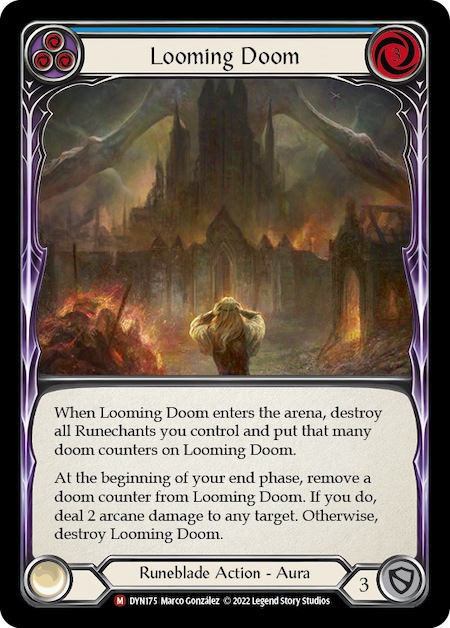 Looming Doom
3
When Looming Doom enters the arena, destroy
all Runechants you control and put that many
doom counters on Looming Doom.
At the beginning of your end phase, remove a
doom counter from Looming Doom. If you do,
deal 2 arcane damage to any target. Otherwise,
destroy Looming Doom.
Runeblade Action - Aura
3
M DYN175 Marco González © 2022 Legend Story Studios